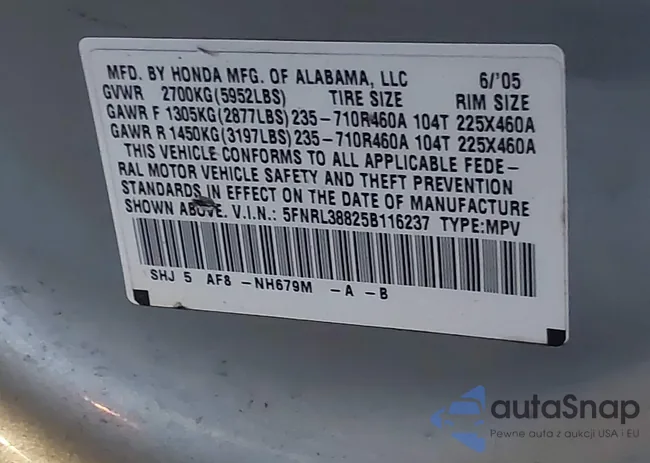 MFD. BY HONDA MFG. OF ALABAMA, LLC 6/'05
GVWR 2700KG(5952LBS) TIRE SIZE RIM SIZE
GAWR F 1305KG(2877LBS) 235-710R460A 104T 225X460A
GAWR R 1450KG(3197LBS) 235-710R460A 104T 225X460A
THIS VEHICLE CONFORMS TO ALL APPLICABLE FEDE-
RAL MOTOR VEHICLE SAFETY AND THEFT PREVENTION
STANDARDS IN EFFECT ON THE DATE OF MANUFACTURE
SHOWN ABOVE. V.I.N.: 5FNRL38825B116237 TYPE:MPV
SHJ 5 AF8 -NH679M -A -B
autaSnap
Pewne auta z aukcji USA i EU